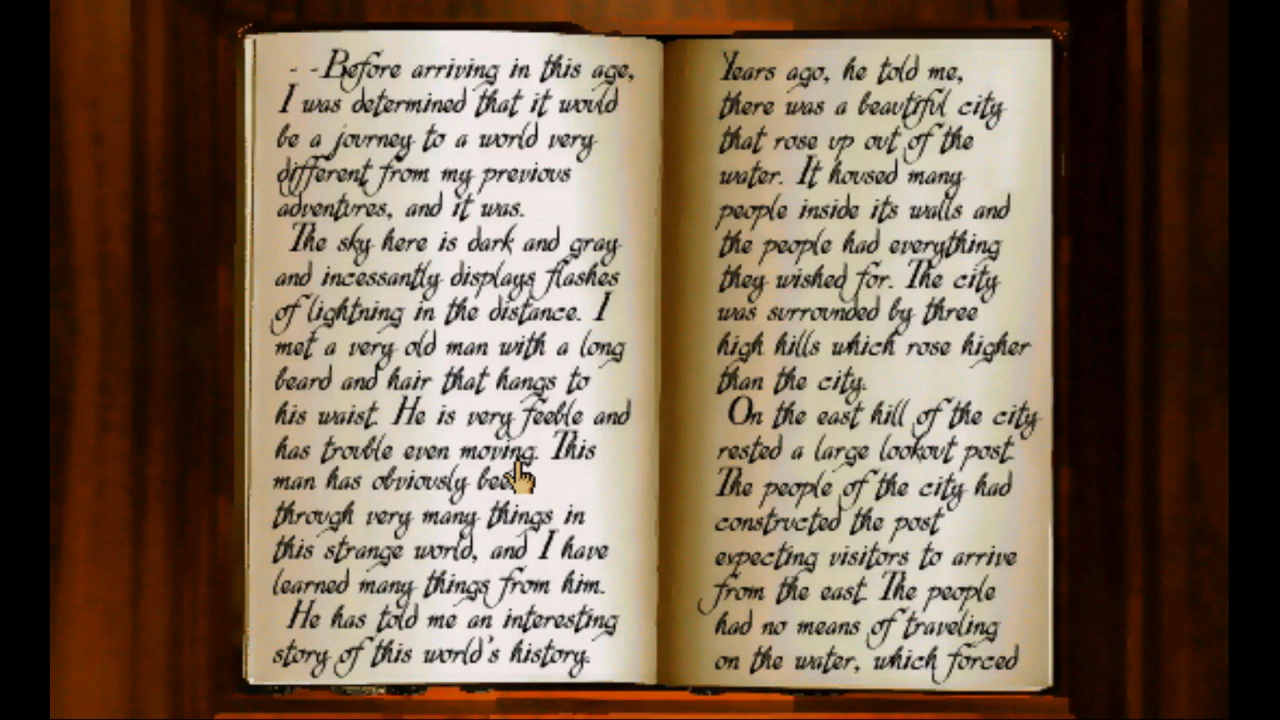 - -Before arriving in this age,
I was determined that it would
be a journey to a world very
different from my previous
adventures, and it was.
The sky here is dark and gray
and incessantly displays flashes
of lightning in the distance. I
met a very old man with a long
beard and hair that hangs to
his waist. He is very feeble and
has trouble even moving. This
man has obviously
through very many things in
this strange world, and I have
learned many things from him.
He has told me an interesting
story of this world's history.
Years ago, he told me,
there was a beautiful city
that rose up out of the
water. It housed many
people inside its walls and
the people had everything
they wished for. The city
was surrounded by three
high hills which rose higher
than the city.
On the east hill of the city
rested a large lookout post.
The people of the city had
constructed the post
expecting visitors to arrive
from the east. The people
had no means of traveling
on the water, which forced